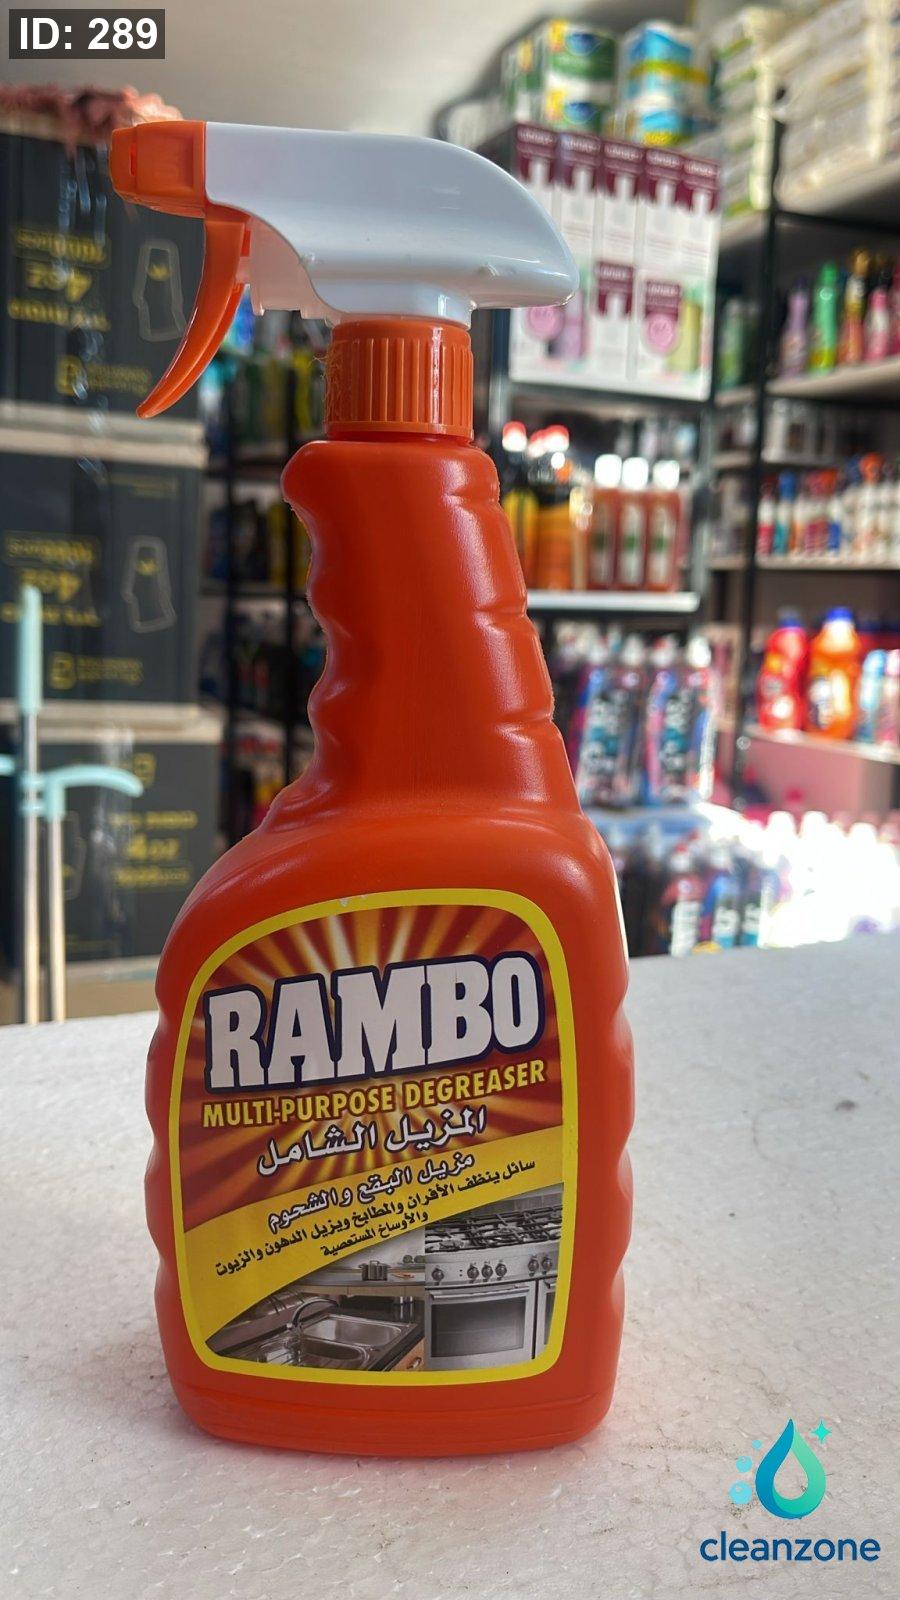 ID: 289
RAMBO
MULTI-PURPOSE DEGREASER
المزيل الشامل
مزيل البقع والشحوم
سائل ينظف الأفران والمطابخ ويزيل الدهون والزيوت
والأوساخ المستعصية
cleanzone